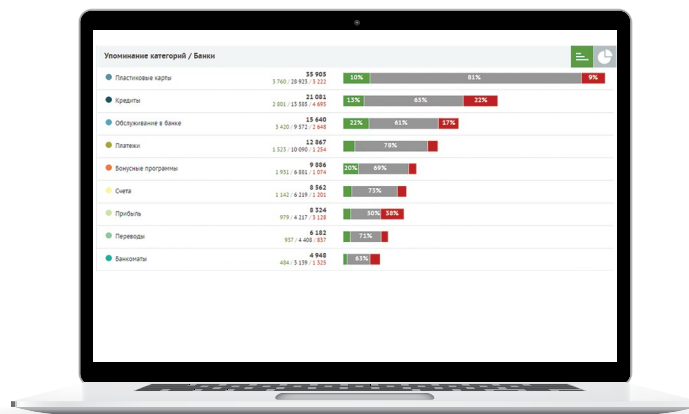 Упоминание категорий / Банки
Пластиковые карты 35 905 10% 81% 9%
3 760 / 28 923 / 3 222
Кредиты 21 081 13% 65% 22%
2 801 / 13 585 / 4 695
Обслуживание в банке 15 640 22% 61% 17%
3 420 / 9 572 / 2 648
Платежи 12 867 78%
1 523 / 10 090 / 1 254
Бонусные программы 9 886 20% 69%
1 931 / 6 881 / 1 074
Счета 8 562 73%
1 142 / 6 219 / 1 201
Прибыль 8 324 50% 38%
979 / 4 217 / 3 128
Переводы 6 182 71%
937 / 4 408 / 837
Банкоматы 4 948 63%
484 / 3 139 / 1 325